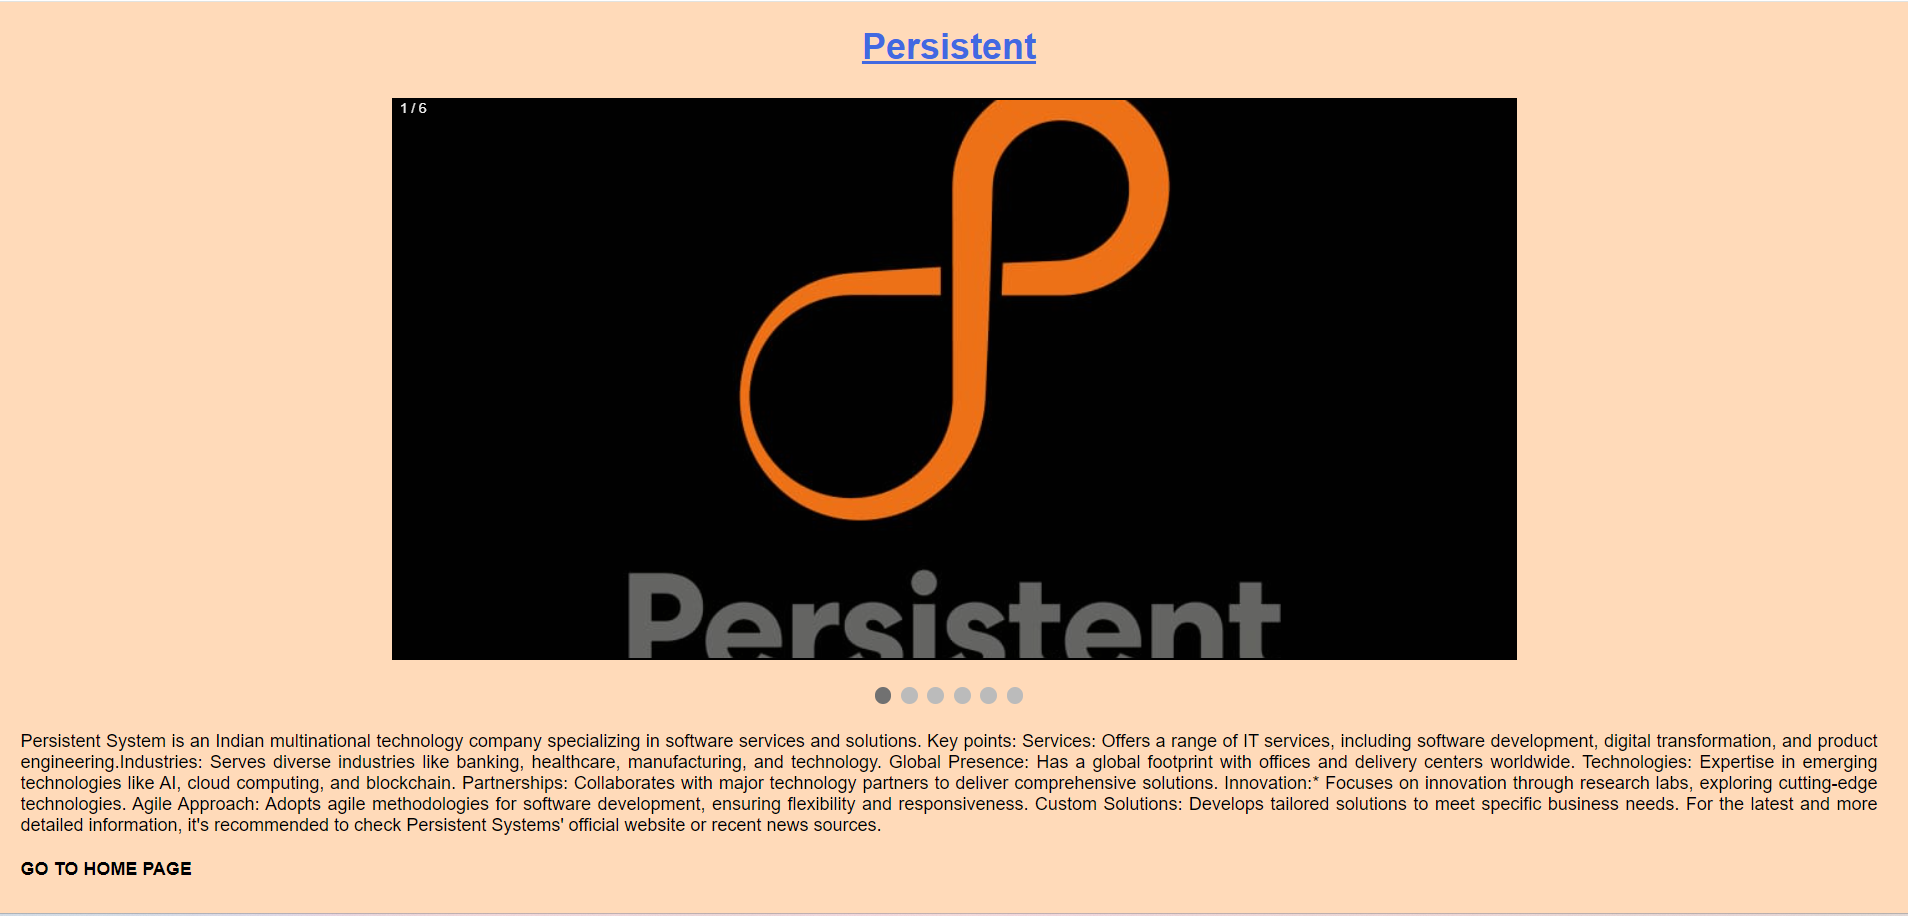 Persistent
1 / 6
Persistent
Persistent System is an Indian multinational technology company specializing in software services and solutions. Key points: Services: Offers a range of IT services, including software development, digital transformation, and product
engineering.Industries: Serves diverse industries like banking, healthcare, manufacturing, and technology. Global Presence: Has a global footprint with offices and delivery centers worldwide. Technologies: Expertise in emerging
technologies like AI, cloud computing, and blockchain. Partnerships: Collaborates with major technology partners to deliver comprehensive solutions. Innovation:* Focuses on innovation through research labs, exploring cutting-edge
technologies. Agile Approach: Adopts agile methodologies for software development, ensuring flexibility and responsiveness. Custom Solutions: Develops tailored solutions to meet specific business needs. For the latest and more
detailed information, it's recommended to check Persistent Systems' official website or recent news sources.
GO TO HOME PAGE